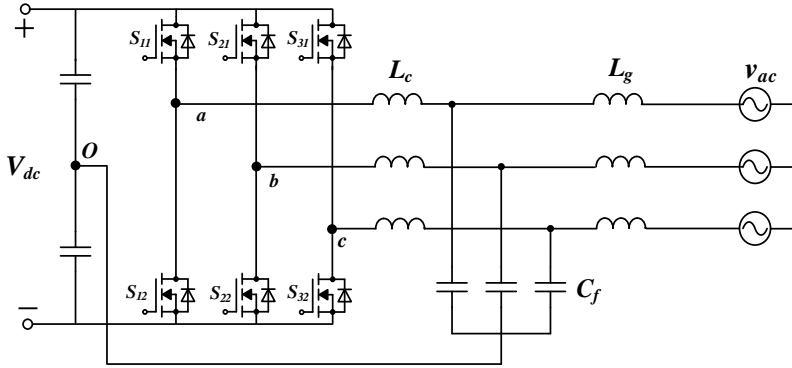 +
S11 S21 S31
Lc Lg vac
a
O
Vdc
b
c
S12 S22 S32
Cf
−